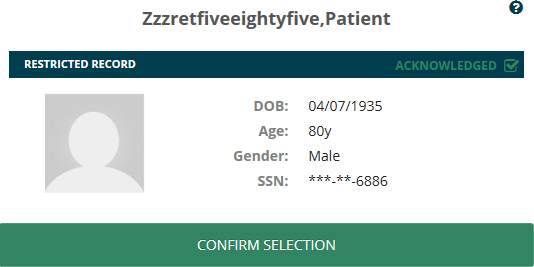 Zzzretfiveeightyfive,Patient
?
RESTRICTED RECORD ACKNOWLEDGED
DOB: 04/07/1935
Age: 80y
Gender: Male
SSN: ***-**-6886
CONFIRM SELECTION